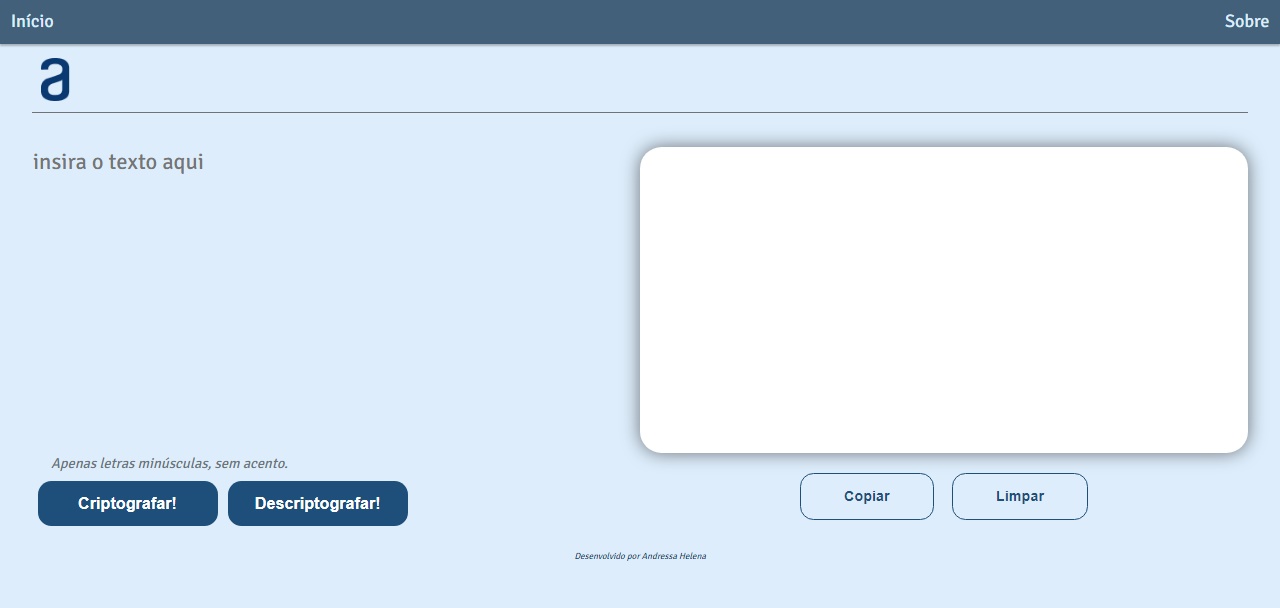 Início
Sobre
a
insira o texto aqui
Apenas letras minúsculas, sem acento.
Criptografar!
Descriptografar!
Copiar
Limpar
Desenvolvido por Andressa Helena